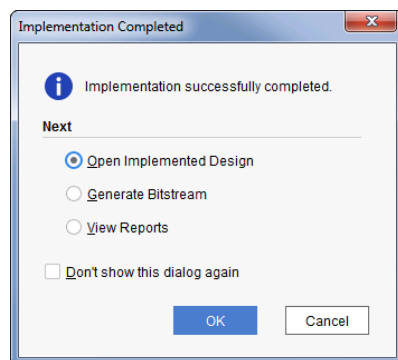 Implementation Completed
Implementation successfully completed.
Next
Open Implemented Design
Generate Bitstream
View Reports
Don't show this dialog again
OK
Cancel